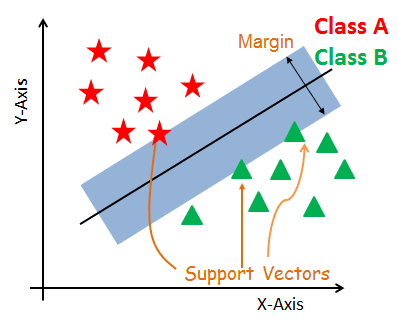 Class A
Margin
Class B
Y-Axis
Support Vectors
X-Axis